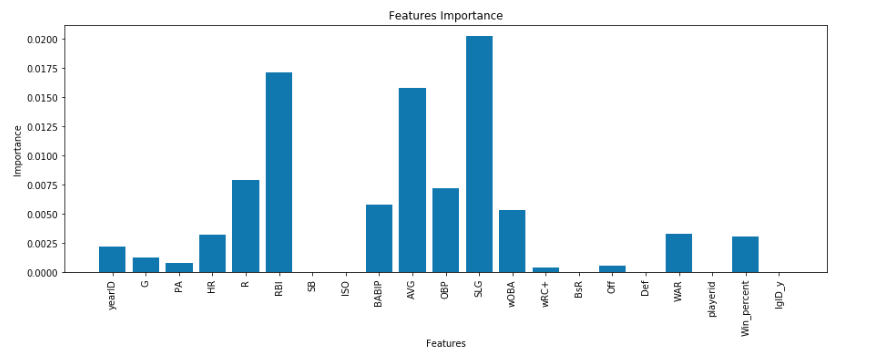 Features Importance
Importance
0.0200
0.0175
0.0150
0.0125
0.0100
0.0075
0.0050
0.0025
0.0000
yearID
G
PA
HR
R
RBI
SB
ISO
BABIP
AVG
OBP
SLG
wOBA
wRC+
BsR
Off
Def
WAR
playerid
Win_percent
lgID_y
Features